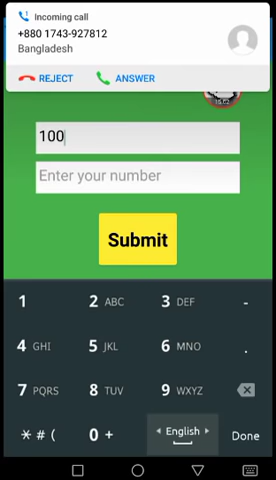 Incoming call
+880 1743-927812
Bangladesh
REJECT
ANSWER
100
Enter your number
Submit
1
2 ABC
3 DEF
-
4 GHI
5 JKL
6 MNO
.
7 PQRS
8 TUV
9 WXYZ
* # (
0 +
English
Done